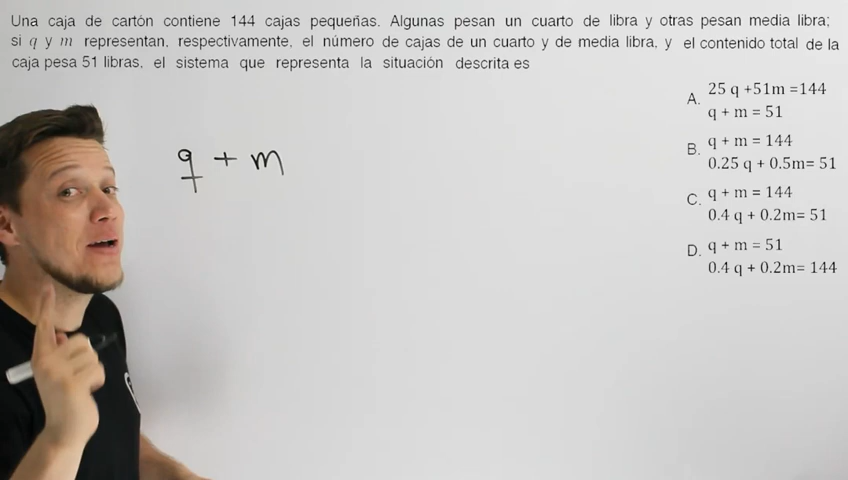 Una caja de cartón contiene 144 cajas pequeñas. Algunas pesan un cuarto de libra y otras pesan media libra;
si q y m representan, respectivamente, el número de cajas de un cuarto y de media libra, y el contenido total de la
caja pesa 51 libras, el sistema que representa la situación descrita es
q + m
A. 25 q +51m =144
q + m = 51
B. q + m = 144
0.25 q + 0.5m= 51
C. q + m = 144
0.4 q + 0.2m= 51
D. q + m = 51
0.4 q + 0.2m= 144